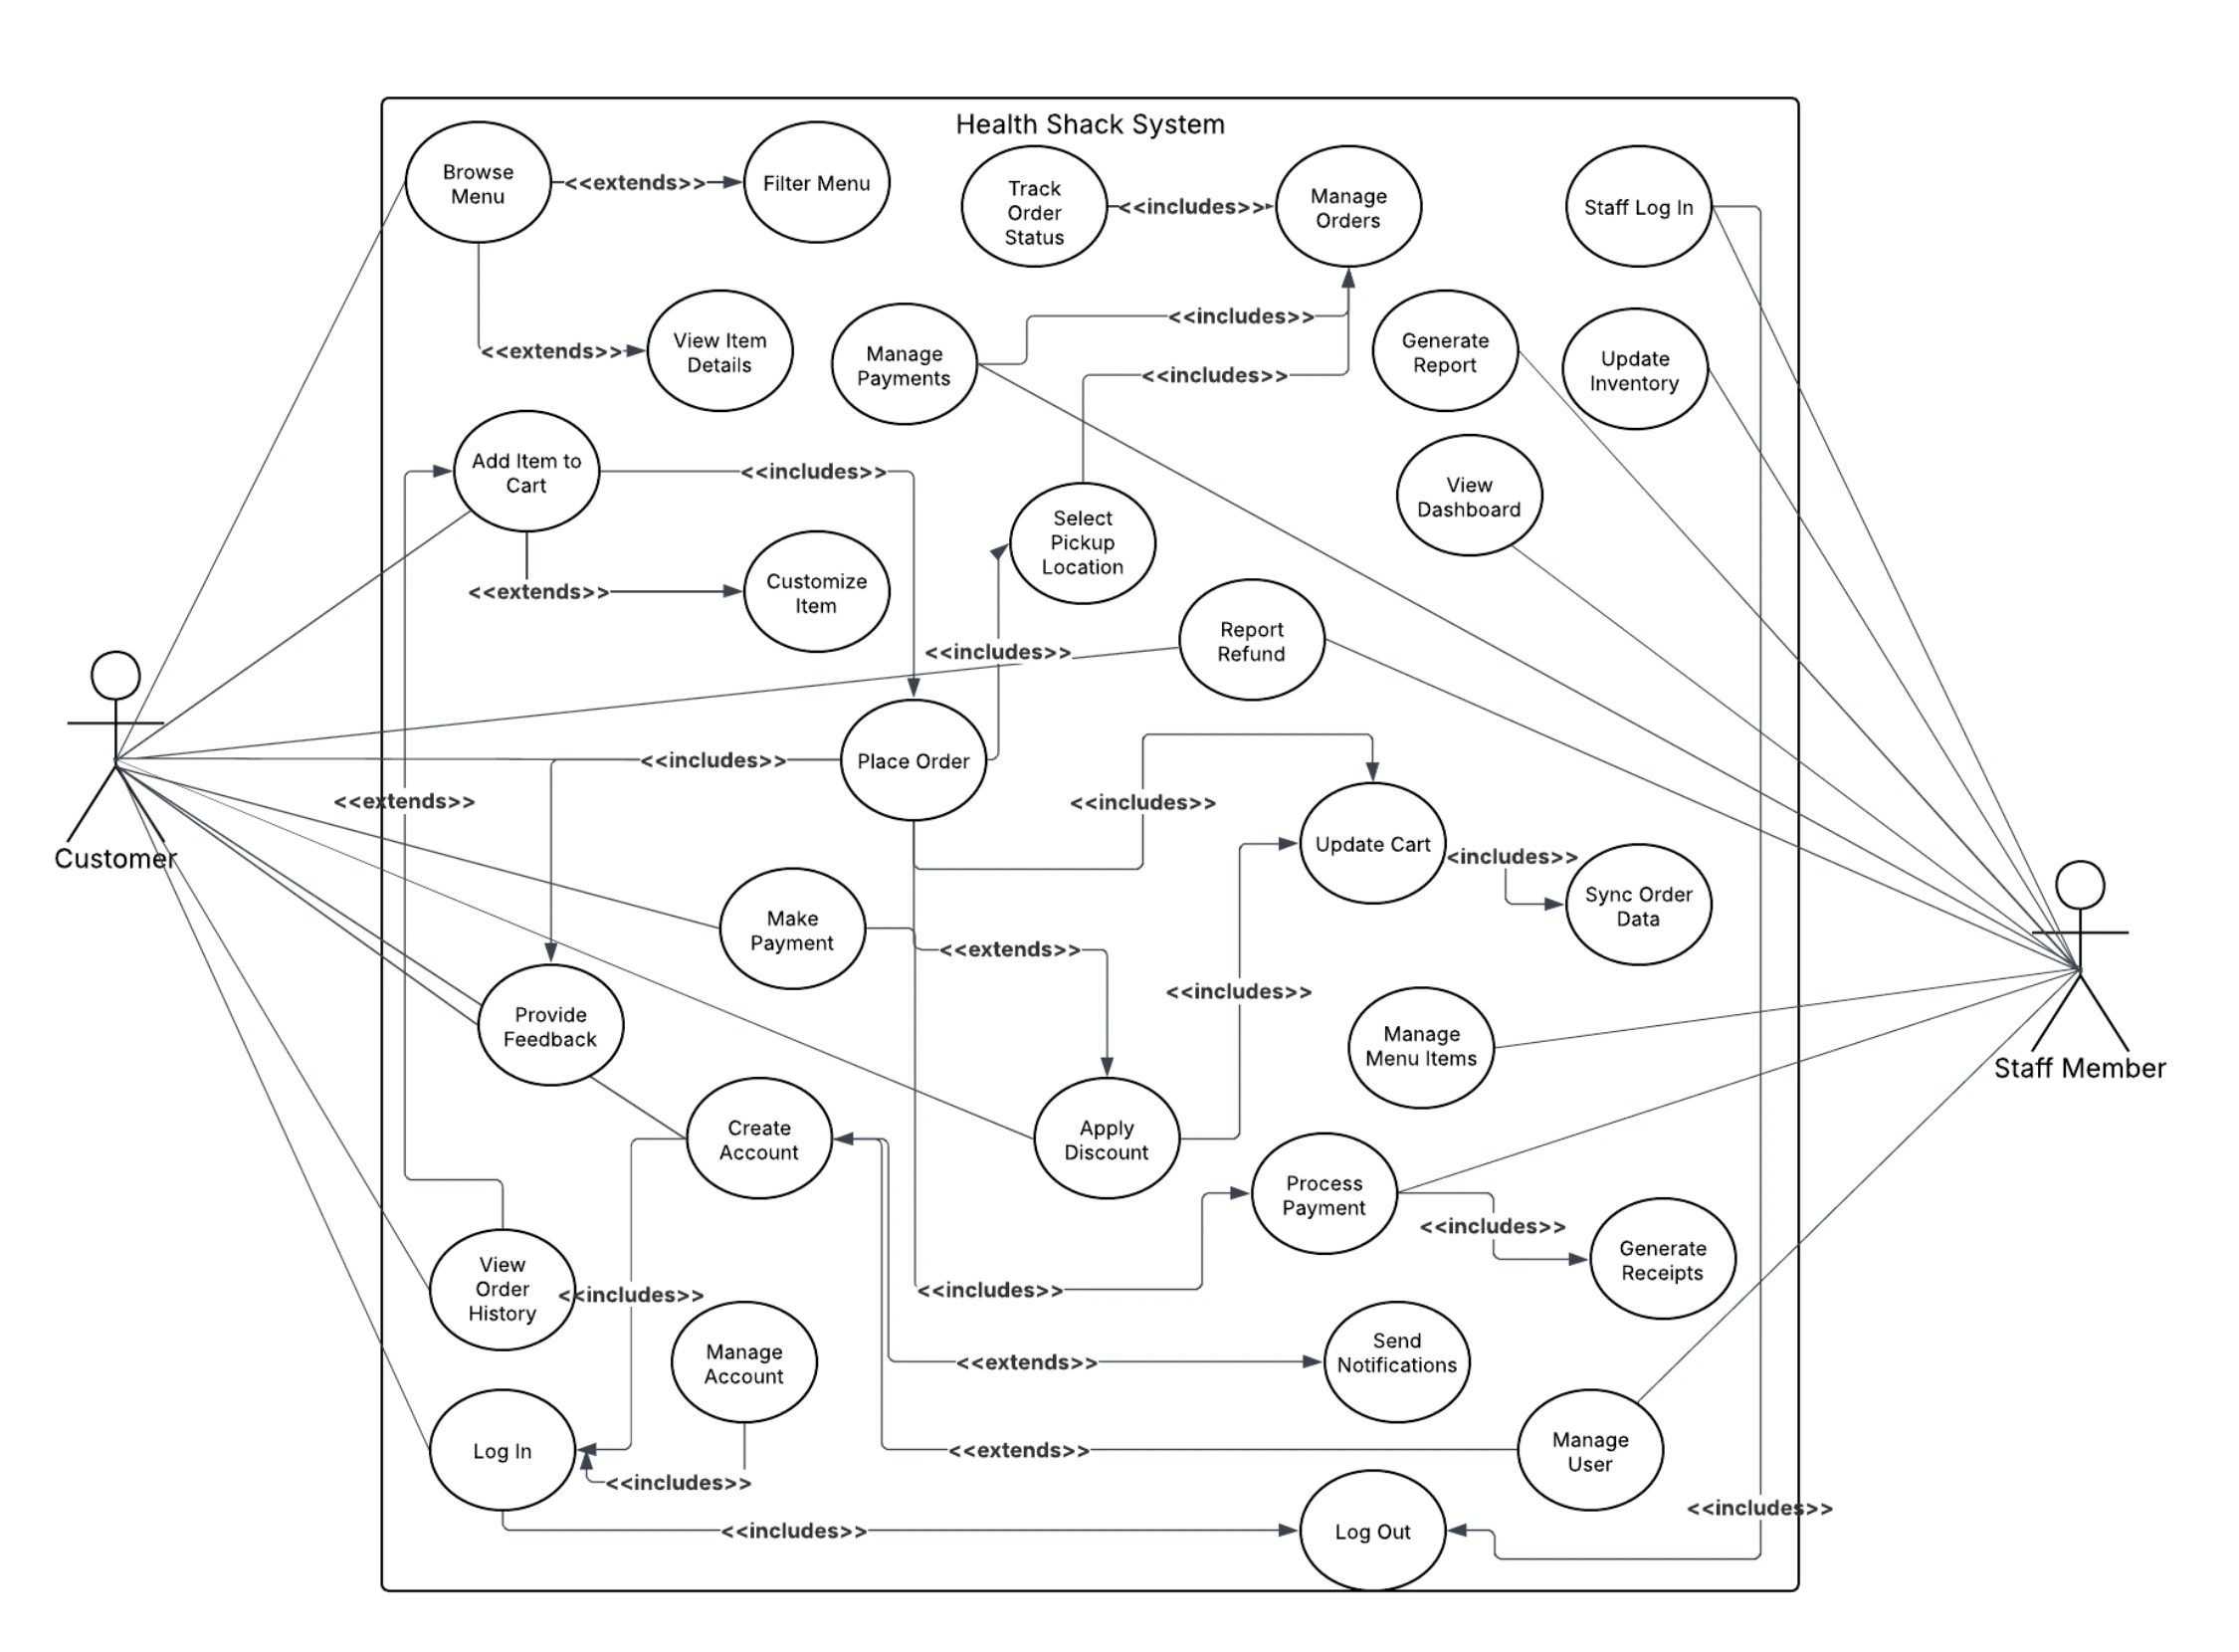 Health Shack System
Browse
Menu
<<extends>>
Filter Menu
Track
Order
Status
<<includes>>
Manage
Orders
Staff Log In
<<extends>>
View Item
Details
Manage
Payments
<<includes>>
<<includes>>
Generate
Report
Update
Inventory
Add Item to
Cart
<<includes>>
View
Dashboard
Select
Pickup
Location
<<extends>>
Customize
Item
Report
Refund
<<includes>>
<<includes>>
Place Order
<<extends>>
<<includes>>
Update Cart
<includes>>
Customer
Sync Order
Data
Make
Payment
<<extends>>
<<includes>>
Provide
Feedback
Manage
Menu Items
Staff Member
Create
Account
Apply
Discount
Process
Payment
<<includes>>
Generate
Receipts
View
Order
History
<<includes>>
<<includes>>
Manage
Account
<<extends>>
Send
Notifications
Log In
<<extends>>
Manage
User
<<includes>>
<<includes>>
<<includes>>
Log Out